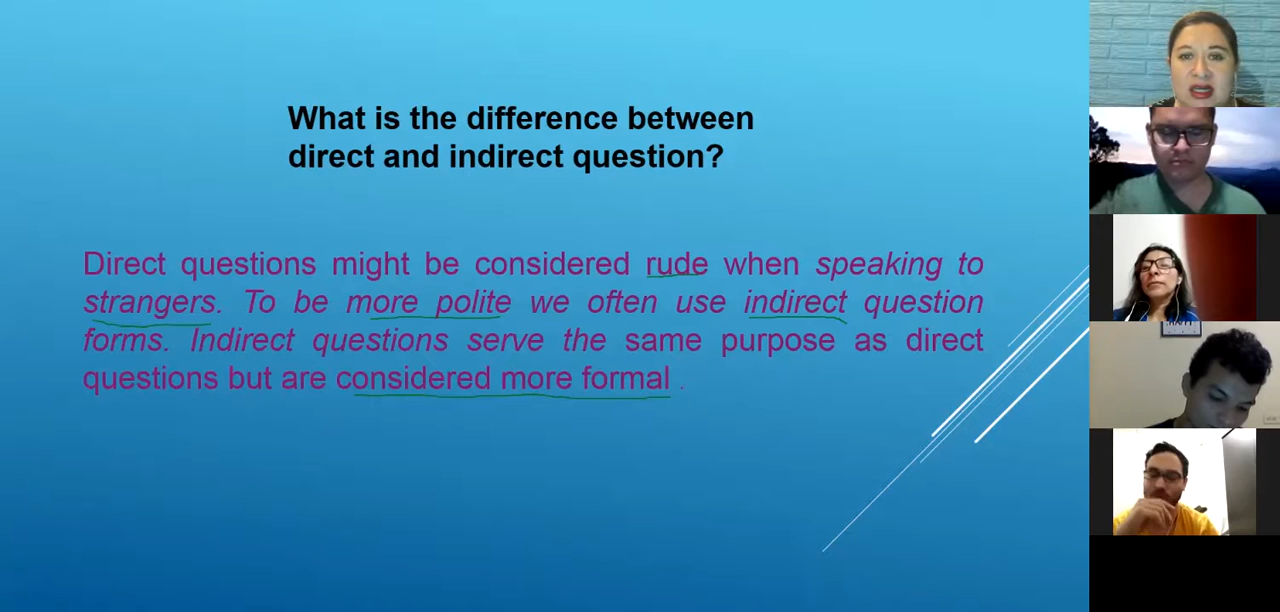 What is the difference between
direct and indirect question?
Direct questions might be considered rude when speaking to
strangers. To be more polite we often use indirect question
forms. Indirect questions serve the same purpose as direct
questions but are considered more formal .